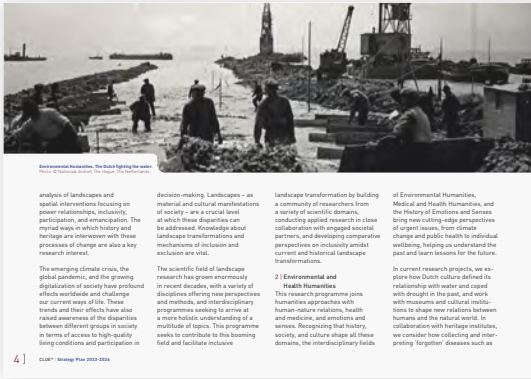 Environmental Humanities. The Dutch fighting the water.
Photo: © Nationaal Archief, The Hague, The Netherlands.
analysis of landscapes and
spatial interventions focusing on
power relationships, inclusivity,
participation, and emancipation. The
myriad ways in which history and
heritage are interwoven with these
processes of change are also a key
research interest.
The emerging climate crisis, the
global pandemic, and the growing
digitalization of society have profound
effects worldwide and challenge
our current ways of life. These
trends and their effects have also
raised awareness of the disparities
between different groups in society
in terms of access to high-quality
living conditions and participation in
decision-making. Landscapes – as
material and cultural manifestations
of society – are a crucial level
at which these disparities can
be addressed. Knowledge about
landscape transformations and
mechanisms of inclusion and
exclusion are vital.
The scientific field of landscape
research has grown enormously
in recent decades, with a variety of
disciplines offering new perspectives
and methods, and interdisciplinary
programmes seeking to arrive at
a more holistic understanding of a
multitude of topics. This programme
seeks to contribute to this booming
field and facilitate inclusive
landscape transformation by building
a community of researchers from
a variety of scientific domains,
conducting applied research in close
collaboration with engaged societal
partners, and developing comparative
perspectives on inclusivity amidst
current and historical landscape
transformations.
2 | Environmental and
Health Humanities
This research programme joins
humanities approaches with
human-nature relations, health
and medicine, and emotions and
senses. Recognizing that history,
society, and culture shape all these
domains, the interdisciplinary fields
of Environmental Humanities,
Medical and Health Humanities, and
the History of Emotions and Senses
bring new cutting-edge perspectives
of urgent issues, from climate
change and public health to individual
wellbeing, helping us understand the
past and learn lessons for the future.
In current research projects, we ex-
plore how Dutch culture defined its
relationship with water and coped
with drought in the past, and work
with museums and cultural institu-
tions to shape new relations between
humans and the natural world. In
collaboration with heritage institutes,
we consider how collecting and inter-
preting 'forgotten' diseases such as
4 ] CLUE+ | Strategy Plan 2023-2026